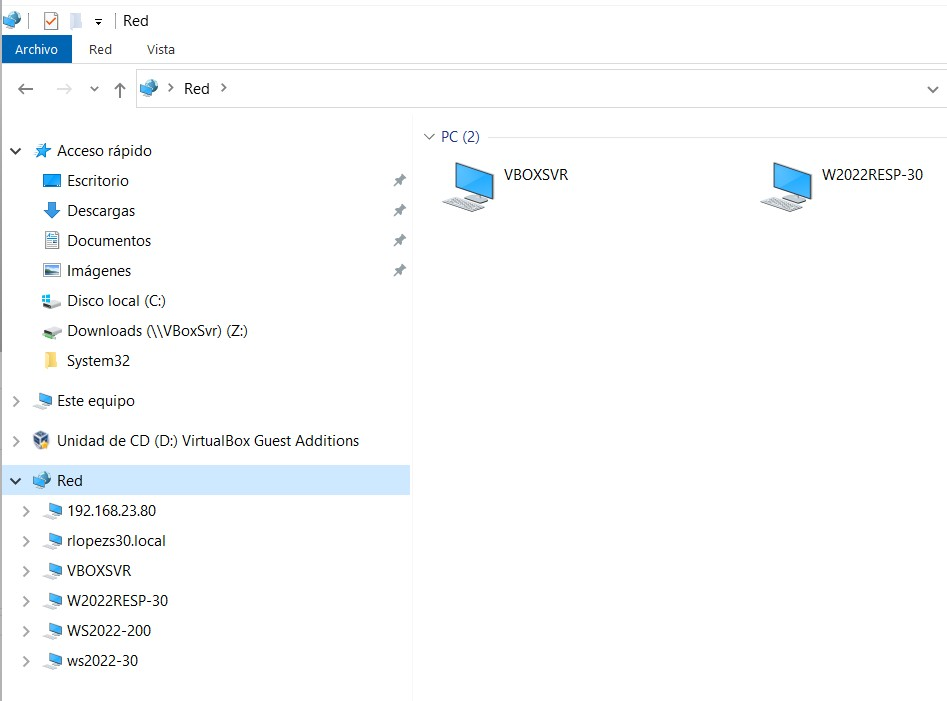 Red
Archivo Red Vista
Red
Acceso rápido
Escritorio
Descargas
Documentos
Imágenes
Disco local (C:)
Downloads (\\VBoxSvr) (Z:)
System32
Este equipo
Unidad de CD (D:) VirtualBox Guest Additions
Red
192.168.23.80
rlopezs30.local
VBOXSVR
W2022RESP-30
WS2022-200
ws2022-30
PC (2)
VBOXSVR
W2022RESP-30